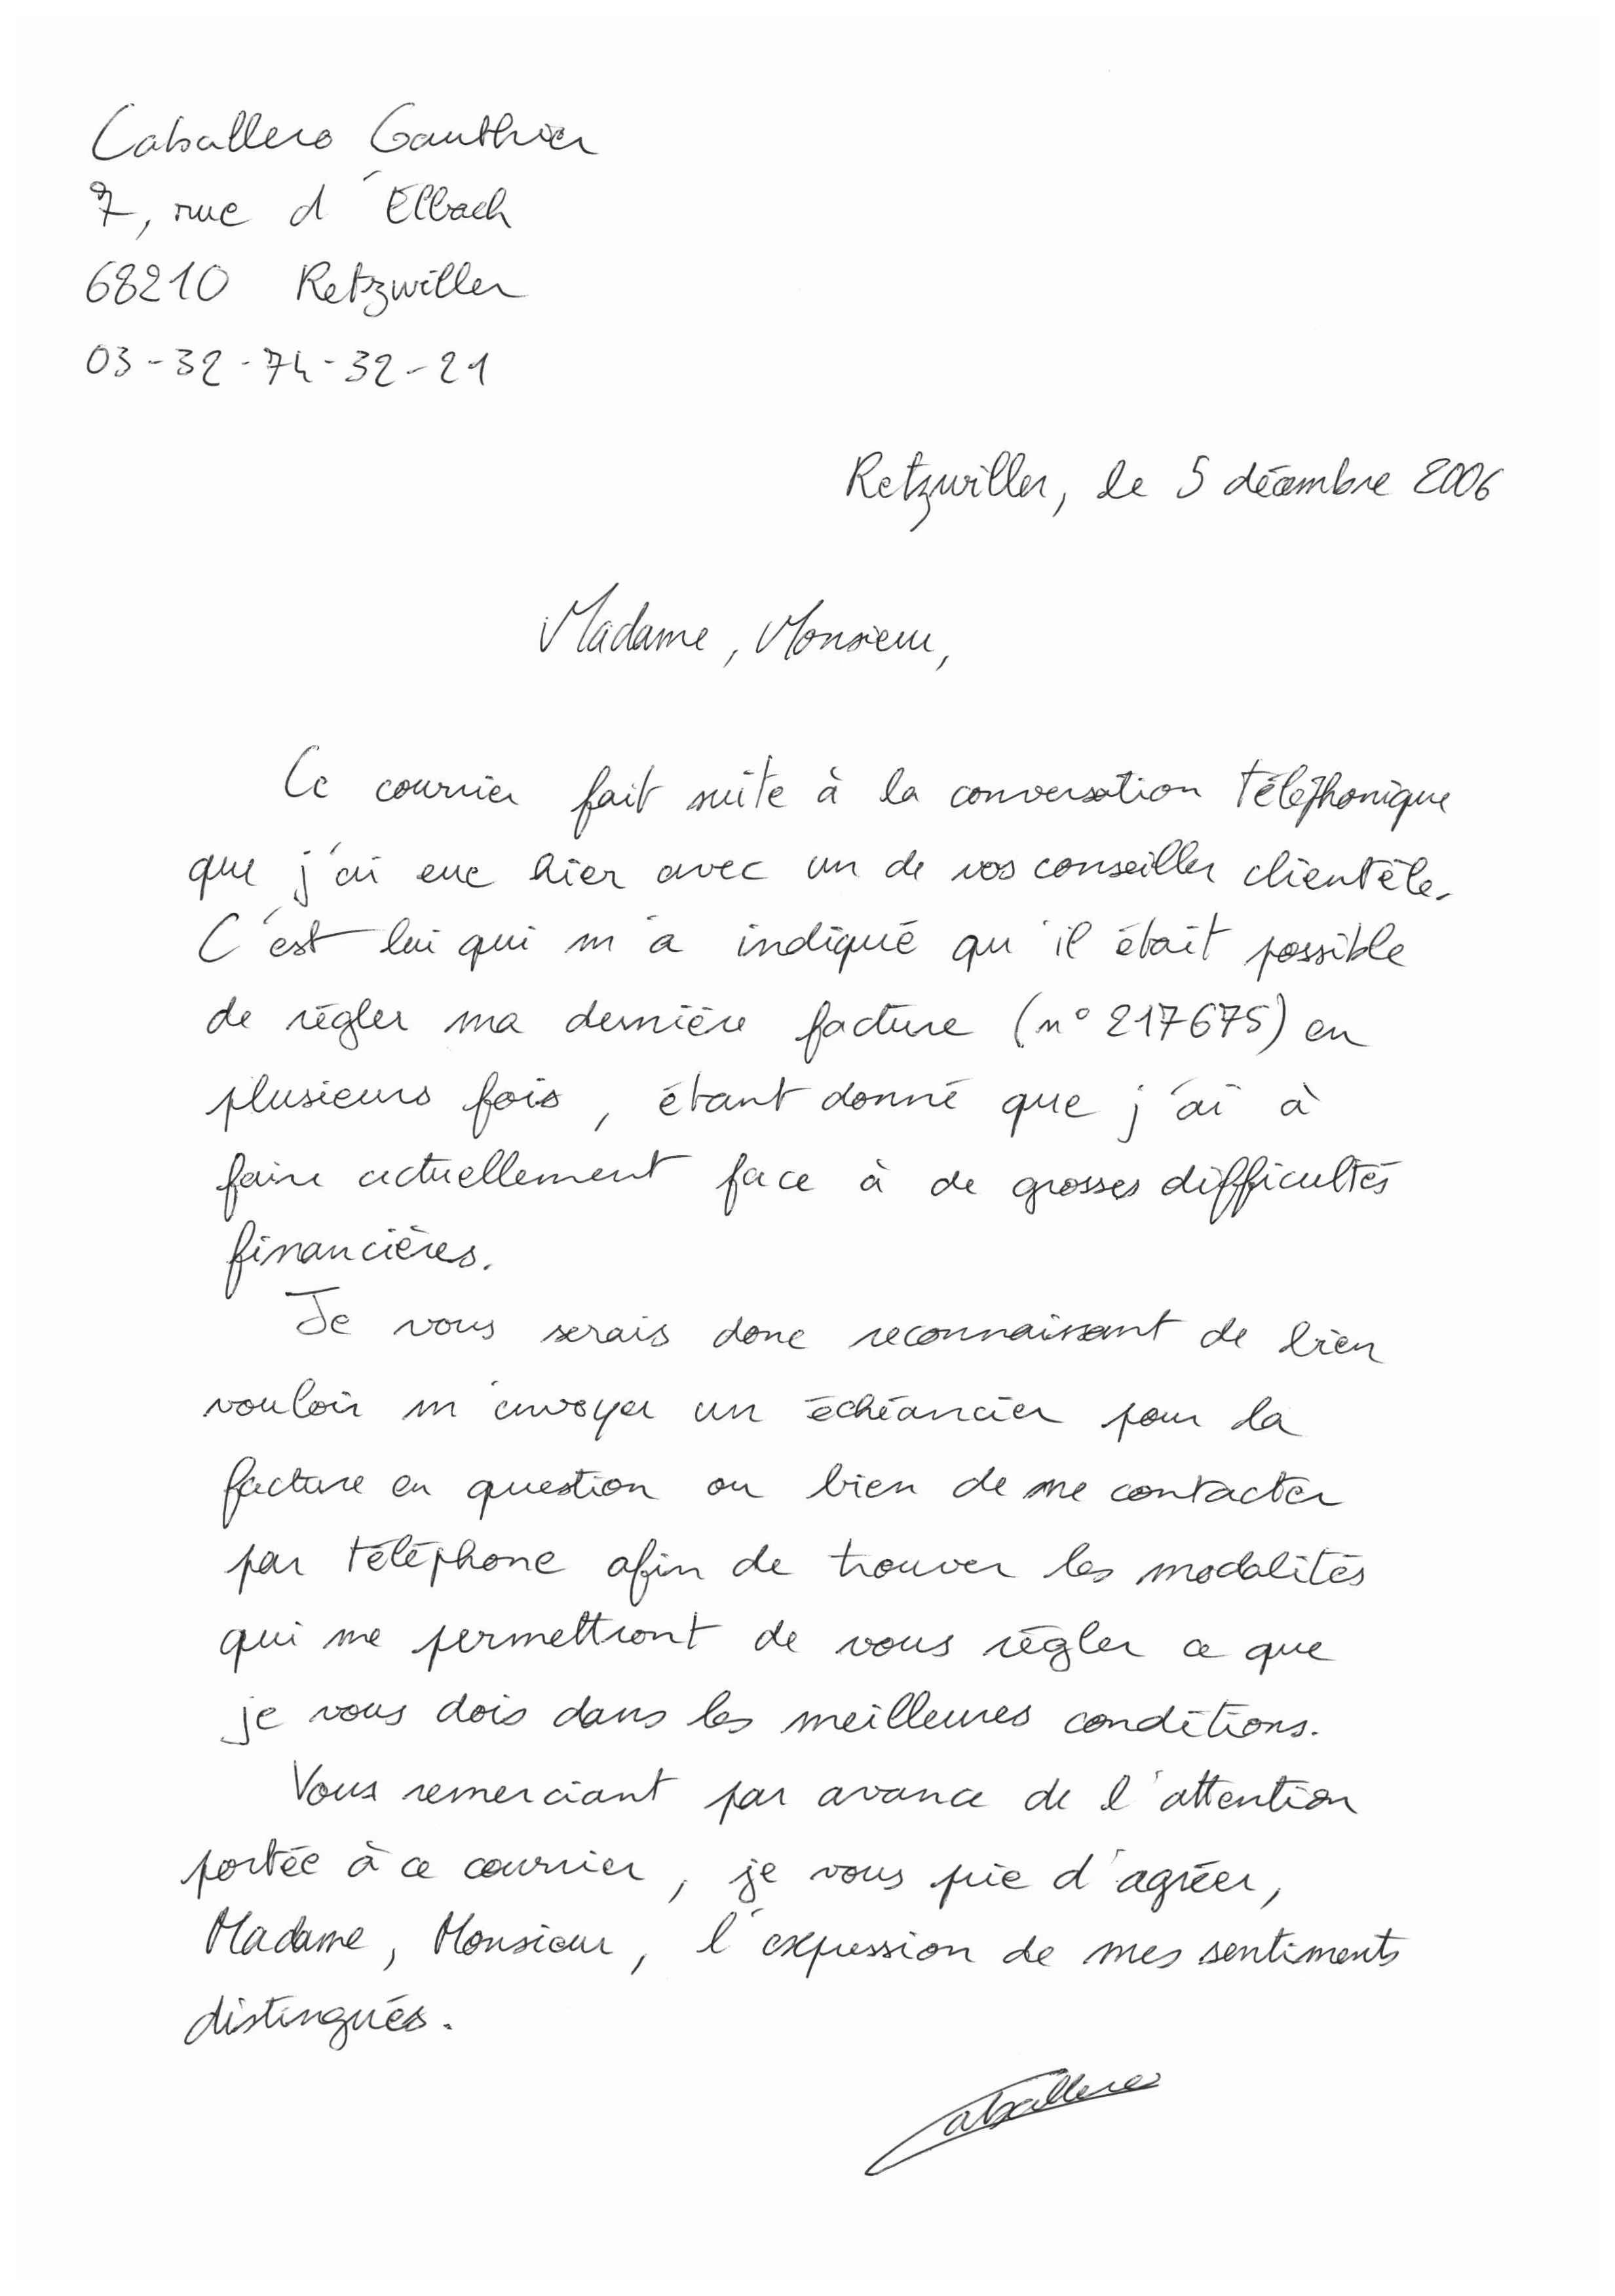 Caballero Gauthier
7, rue d'Elbach
68210 Retzwiller
03-32-74-32-21
Retzwiller, le 5 décembre 2006
Madame, Monsieur,
Ce courrier fait suite à la conversation téléphonique
que j'ai eue hier avec un de vos conseiller clientèle.
C'est lui qui m'a indiqué qu'il était possible
de régler ma dernière facture (n° 217675) en
plusieurs fois, étant donné que j'ai à
faire actuellement face à de grosses difficultés
financières.
Je vous serais donc reconnaissant de bien
vouloir m'envoyer un échéancier pour la
facture en question ou bien de me contacter
par téléphone afin de trouver les modalités
qui me permettront de vous régler ce que
je vous dois dans les meilleures conditions.
Vous remerciant par avance de l'attention
portée à ce courrier, je vous prie d'agréer,
Madame, Monsieur, l'expression de mes sentiments
distingués.
Caballero